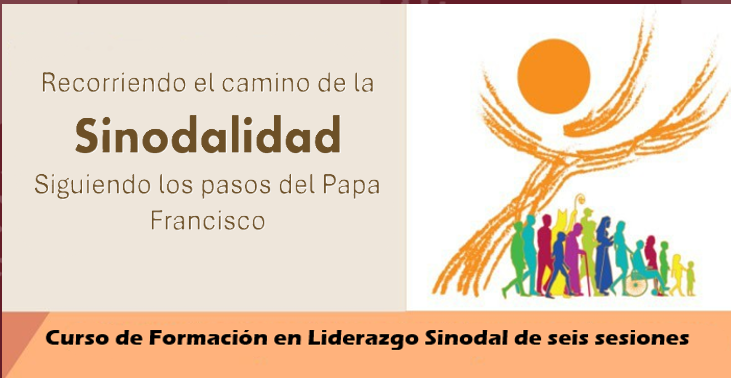 Recorriendo el camino de la
Sinodalidad
Siguiendo los pasos del Papa
Francisco
Curso de Formación en Liderazgo Sinodal de seis sesiones